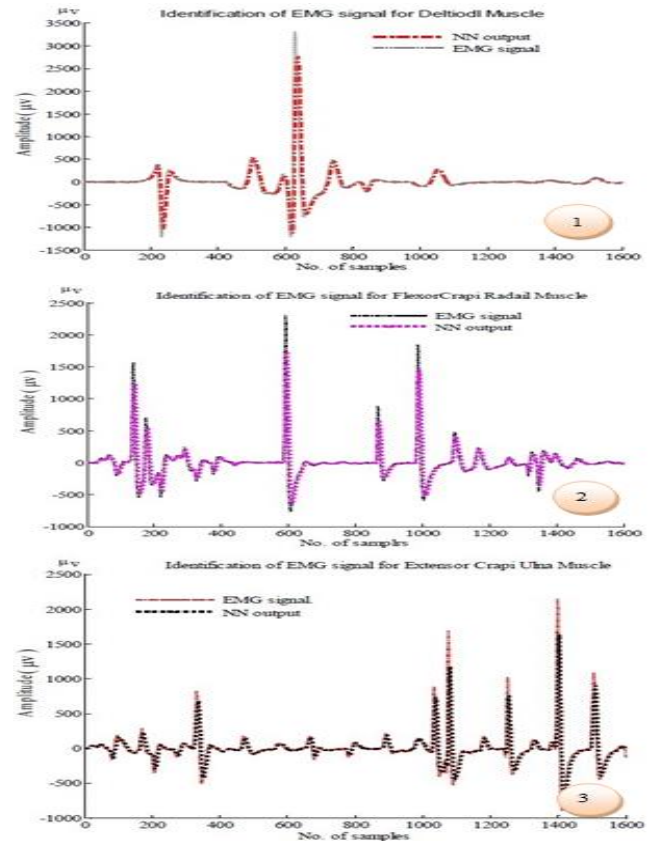 μv
Identification of EMG signal for Deltiodl Muscle
3500
3000
2500
2000
1500
1000
500
0
-500
-1000
-1500
Amplitude(μv)
NN output
EMG signal
1
0 200 400 600 800 1000 1200 1400 1600
No. of samples
μv
Identification of EMG signal for FlexorCrapi Radail Muscle
2500
2000
1500
1000
500
0
-500
-1000
Amplitude(μv)
EMG signal
NN output
2
0 200 400 600 800 1000 1200 1400 1600
No. of samplrs
μv
Identification of EMG signal for Extensor Crapi Ulna Muscle
2500
2000
1500
1000
500
0
-500
-1000
Amplitude(μv)
EMG signal.
NN output
3
0 200 400 600 800 1000 1200 1400 1600
No. of samples